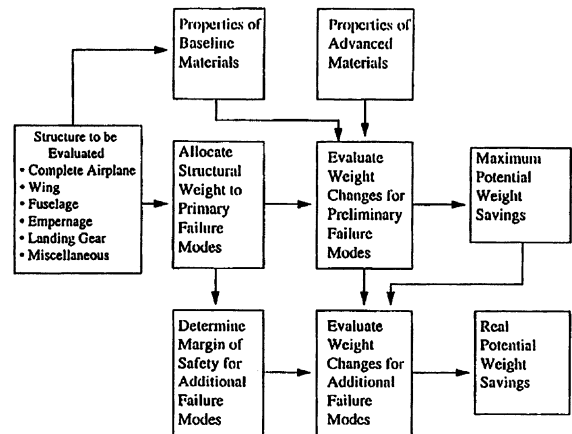 Properties of
Baseline
Materials
Properties of
Advanced
Materials
Structure to be
Evaluated
• Complete Airplane
• Wing
• Fuselage
• Empernage
• Landing Gear
• Miscellaneous
Allocate
Structural
Weight to
Primary
Failure
Modes
Evaluate
Weight
Changes for
Preliminary
Failure
Modes
Maximum
Potential
Weight
Savings
Determine
Margin of
Safety for
Additional
Failure
Modes
Evaluate
Weight
Changes for
Additional
Failure
Modes
Real
Potential
Weight
Savings